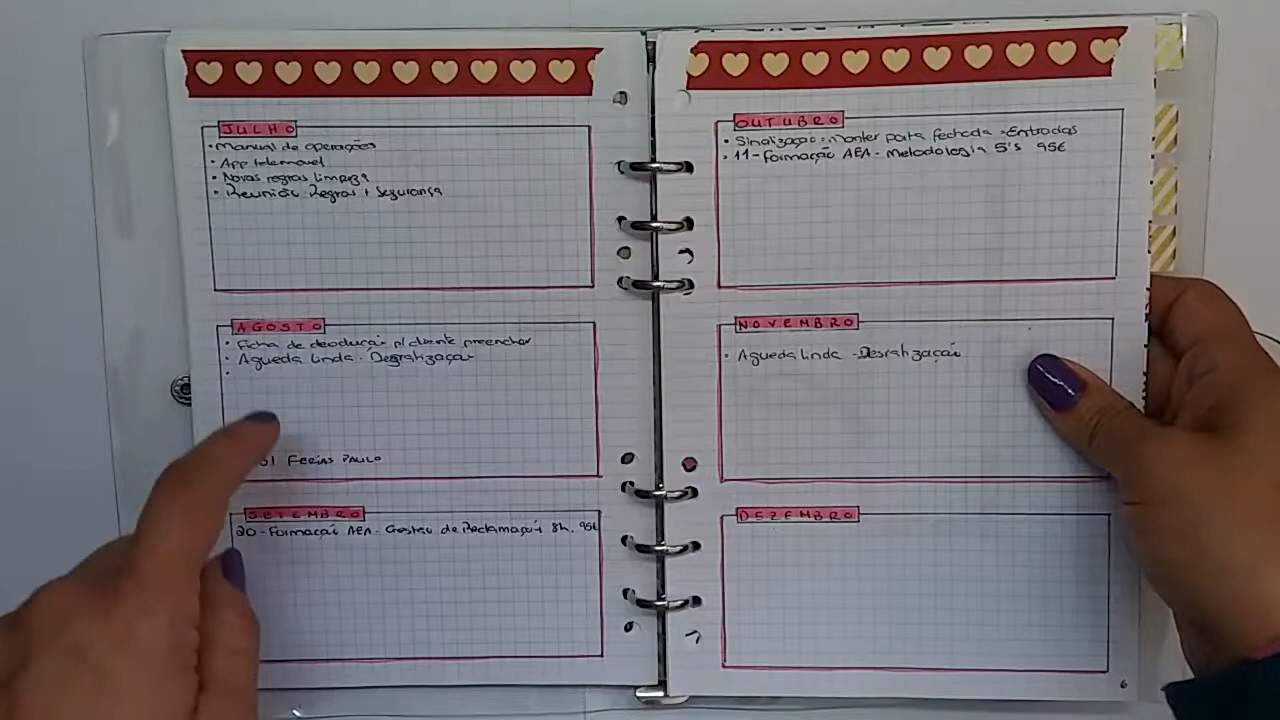 JULHO
• Manual de operações
• App telemovel
• Novas regras limpeza
• Reunião Regras + Segurança
AGOSTO
• Ficha de p/ cliente preencher
• Agueda Linda - Desratização
31 FERIAS PAULO
SETEMBRO
20 - Formação AEA - Gestão de Reclamações 8h. 95€
OUTUBRO
• Sinalização = Manter porta fechada = Entradas
• 11 - Formação AEA - Metodologia 5's 95€
NOVEMBRO
• Agueda Linda - Desratização
DEZEMBRO
6